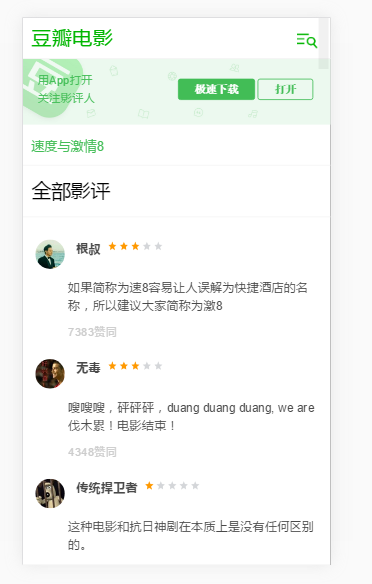 豆瓣电影
用App打开
关注影评人
极速下载
打开
速度与激情8
全部影评
根叔
如果简称为速8容易让人误解为快捷酒店的名
称，所以建议大家简称为激8
7383赞同
无毒
嗖嗖嗖，砰砰砰，duang duang duang, we are
伐木累！电影结束！
4348赞同
传统捍卫者
这种电影和抗日神剧在本质上是没有任何区别
的。